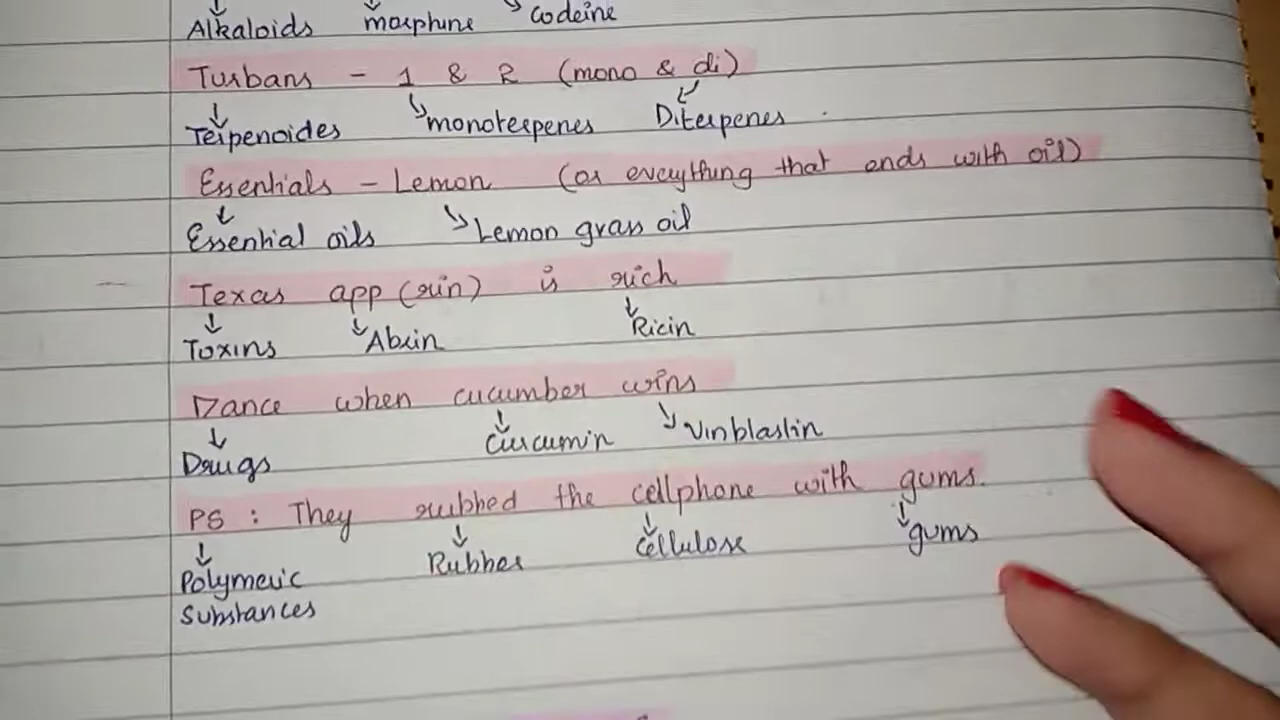 Alkaloids morphine codeine
Turbans - 1 & 2 (mono & di)
Terpenoides monoterpenes Diterpenes
Essentials - Lemon (or everything that ends with oil)
Essential oils Lemon grass oil
Texas app (rin) is rich
Toxins Abrin Ricin
Dance when cucumber wins
Drugs Curcumin Vinblastin
PS : They rubbed the cellphone with gums.
Polymeric Rubber Cellulose gums
Substances